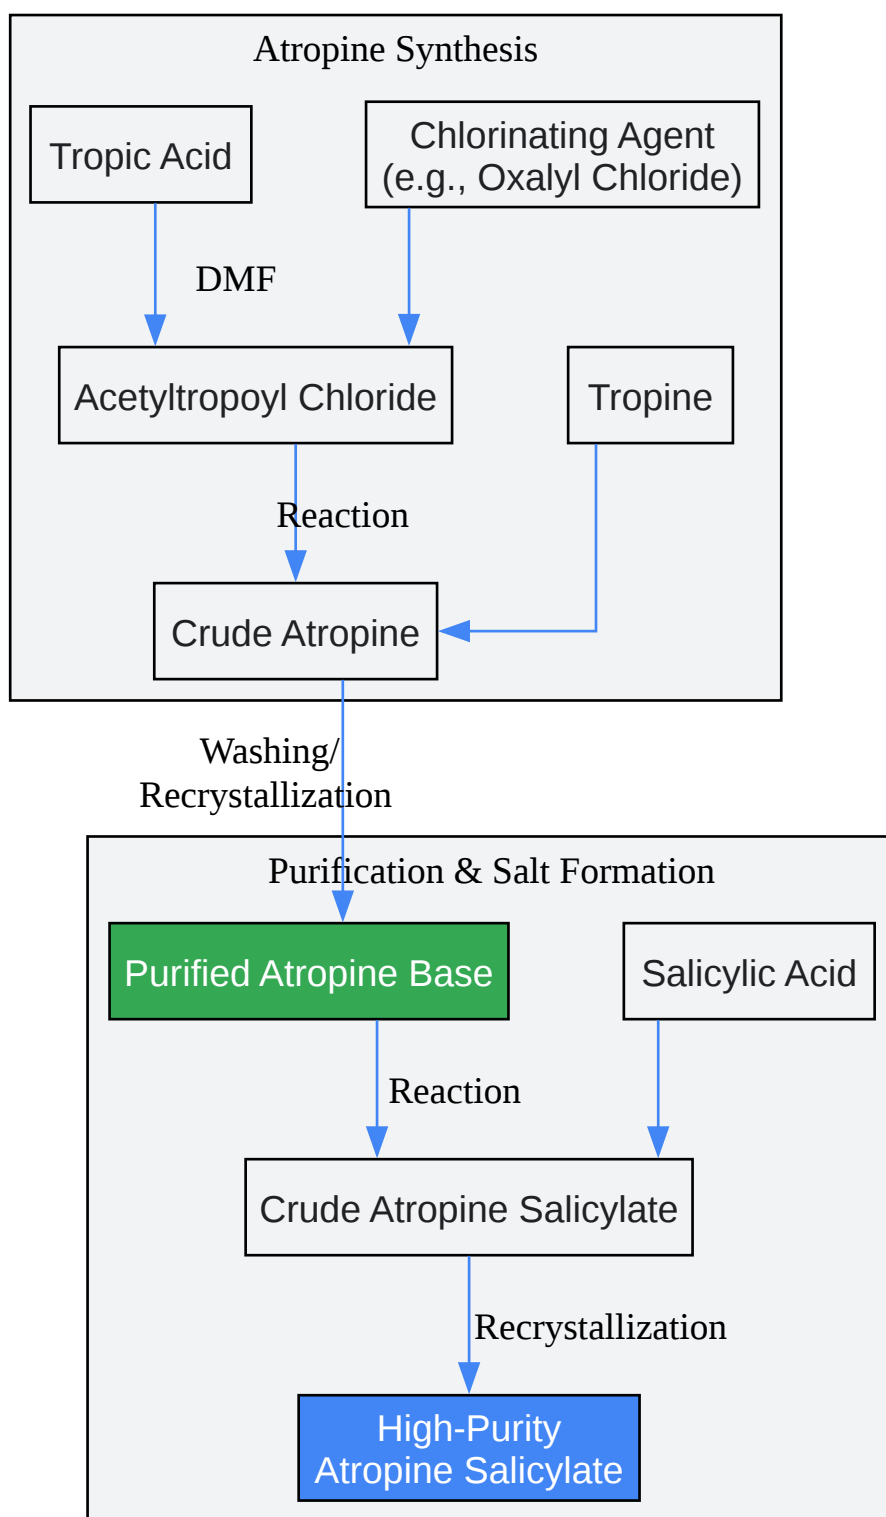 Atropine Synthesis
Tropic Acid
Chlorinating Agent
(e.g., Oxalyl Chloride)
DMF
Acetyltropoyl Chloride
Tropine
Reaction
Crude Atropine
Washing/
Recrystallization
Purification & Salt Formation
Purified Atropine Base
Salicylic Acid
Reaction
Crude Atropine Salicylate
Recrystallization
High-Purity
Atropine Salicylate